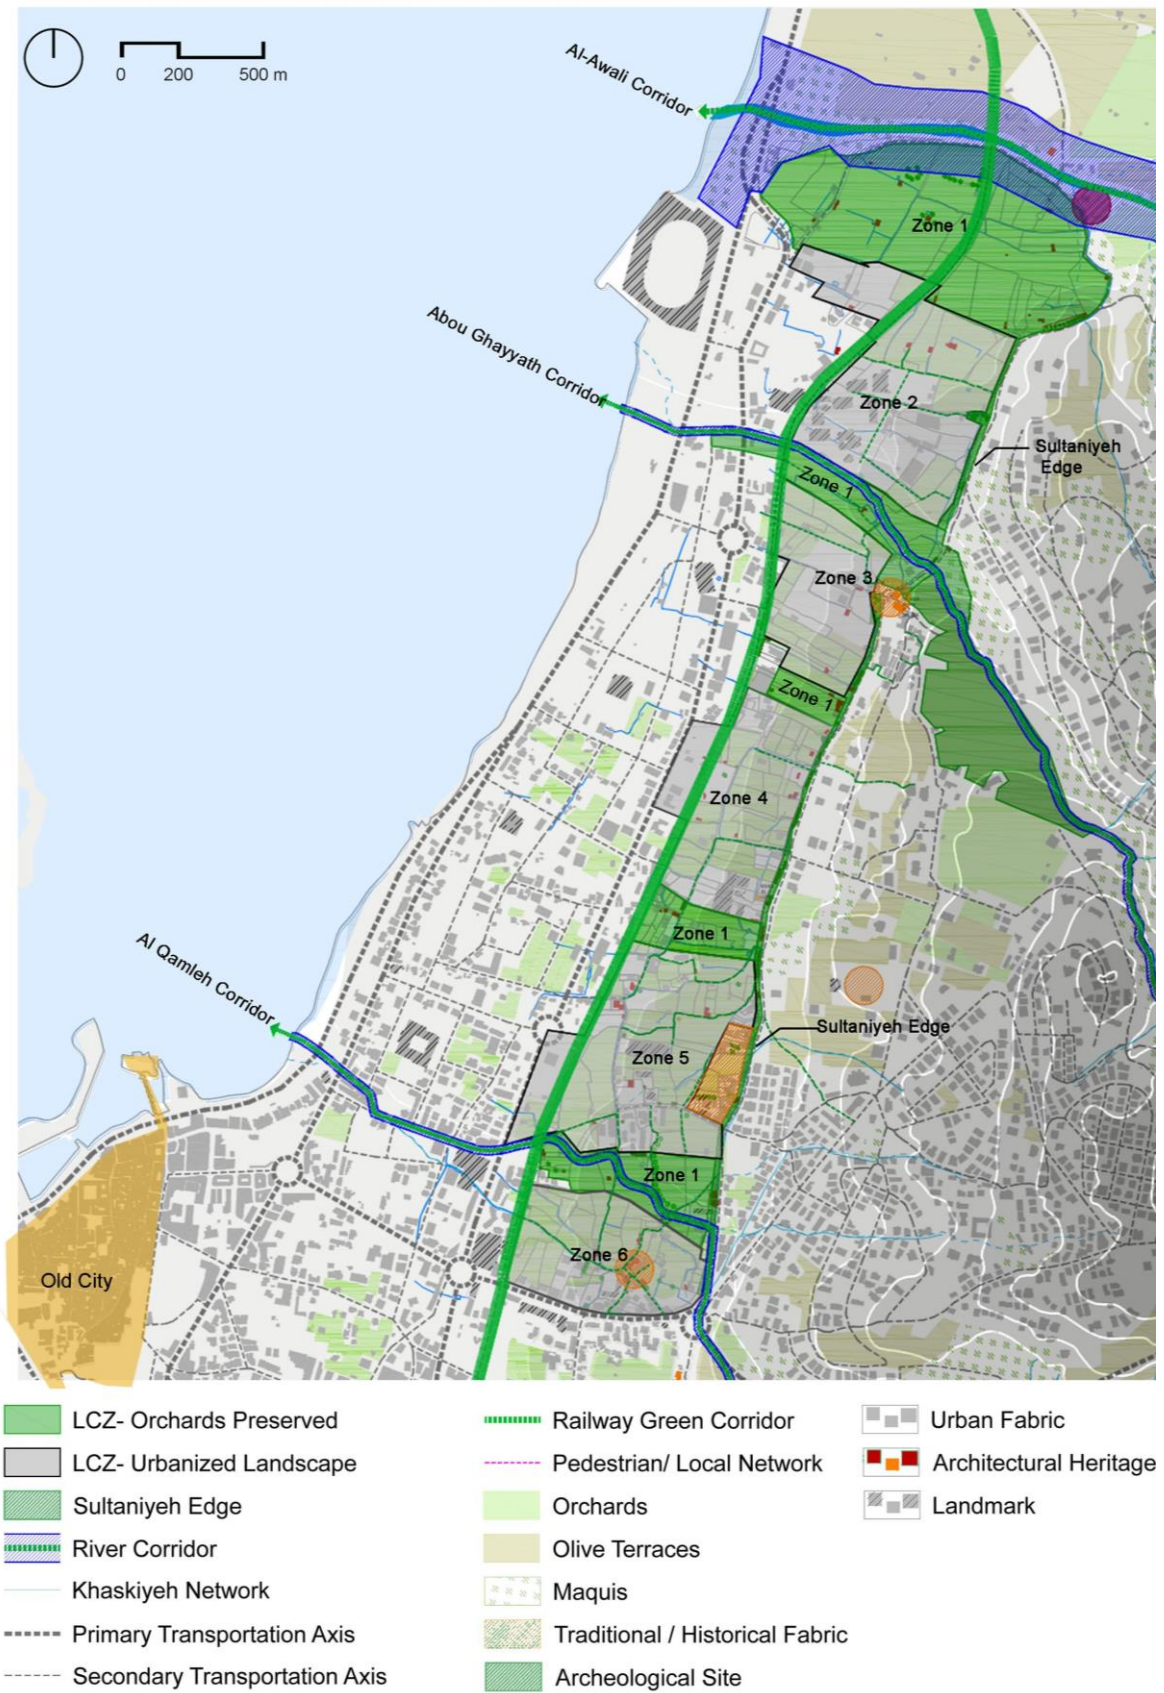 0 200 500 m
Al-Awali Corridor
Zone 1
Abou Ghayyath Corridor
Zone 2
Sultaniyeh
Edge
Zone 1
Zone 3
Zone 1
Zone 4
Zone 1
Al Qamleh Corridor
Sultaniyeh Edge
Zone 5
Zone 1
Zone 6
Old City
LCZ- Orchards Preserved
LCZ- Urbanized Landscape
Sultaniyeh Edge
River Corridor
Khaskiyeh Network
Primary Transportation Axis
Secondary Transportation Axis
Railway Green Corridor
Pedestrian/ Local Network
Orchards
Olive Terraces
Maquis
Traditional / Historical Fabric
Archeological Site
Urban Fabric
Architectural Heritage
Landmark